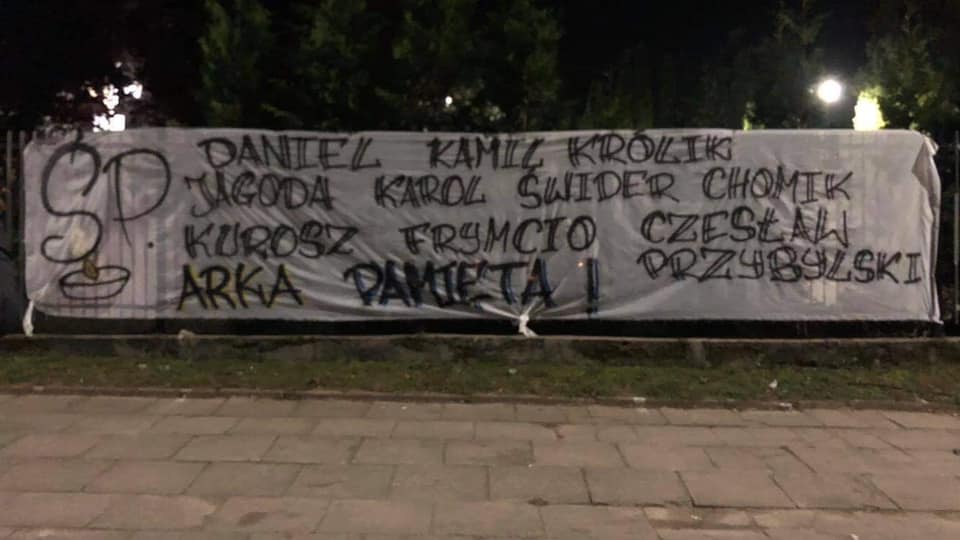 ŚP. DANIEL KAMIL KRÓLIK
JAGODA KAROL ŚWIDER CHOMIK
KUROSZ FRYMCIO CZESŁAW
PRZYBYLSKI
ARKA PAMIĘTA!